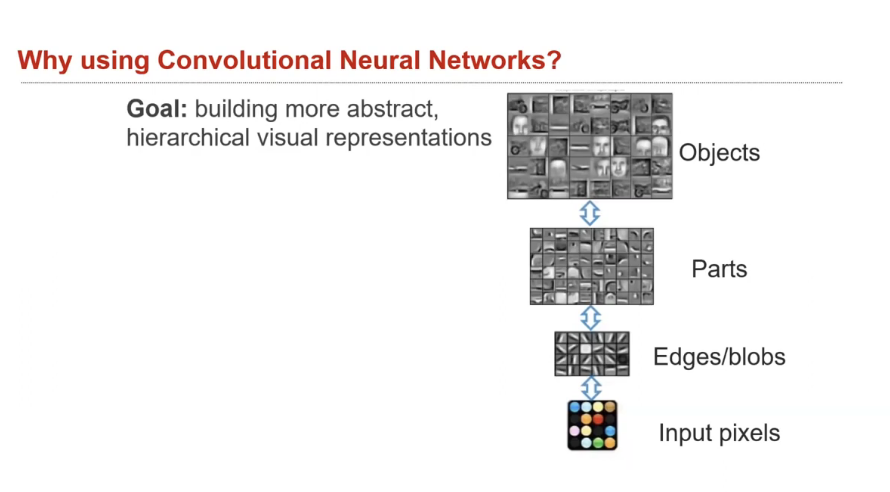 Why using Convolutional Neural Networks?
Goal: building more abstract,
hierarchical visual representations
Objects
Parts
Edges/blobs
Input pixels